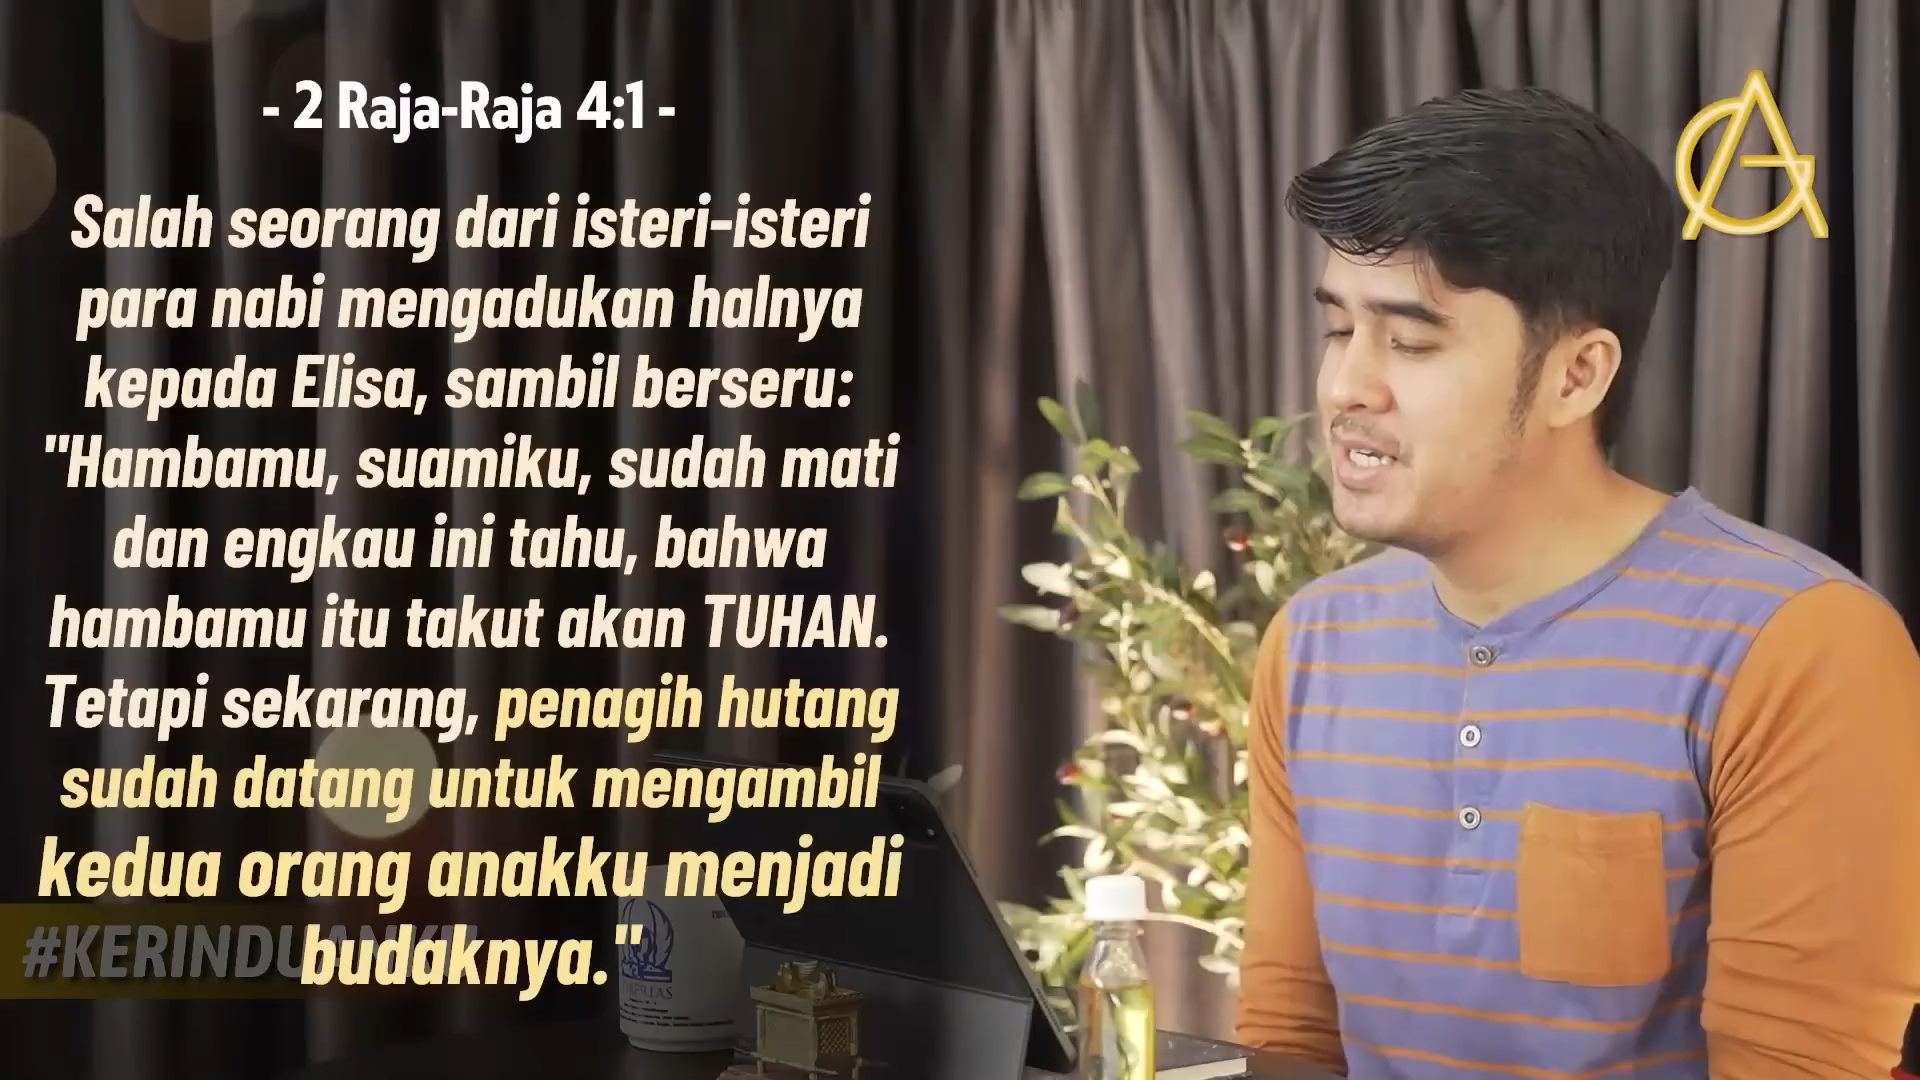 - 2 Raja-Raja 4:1 -
Salah seorang dari isteri-isteri
para nabi mengadukan halnya
kepada Elisa, sambil berseru:
"Hambamu, suamiku, sudah mati
dan engkau ini tahu, bahwa
hambamu itu takut akan TUHAN.
Tetapi sekarang, penagih hutang
sudah datang untuk mengambil
kedua orang anakku menjadi
budaknya."